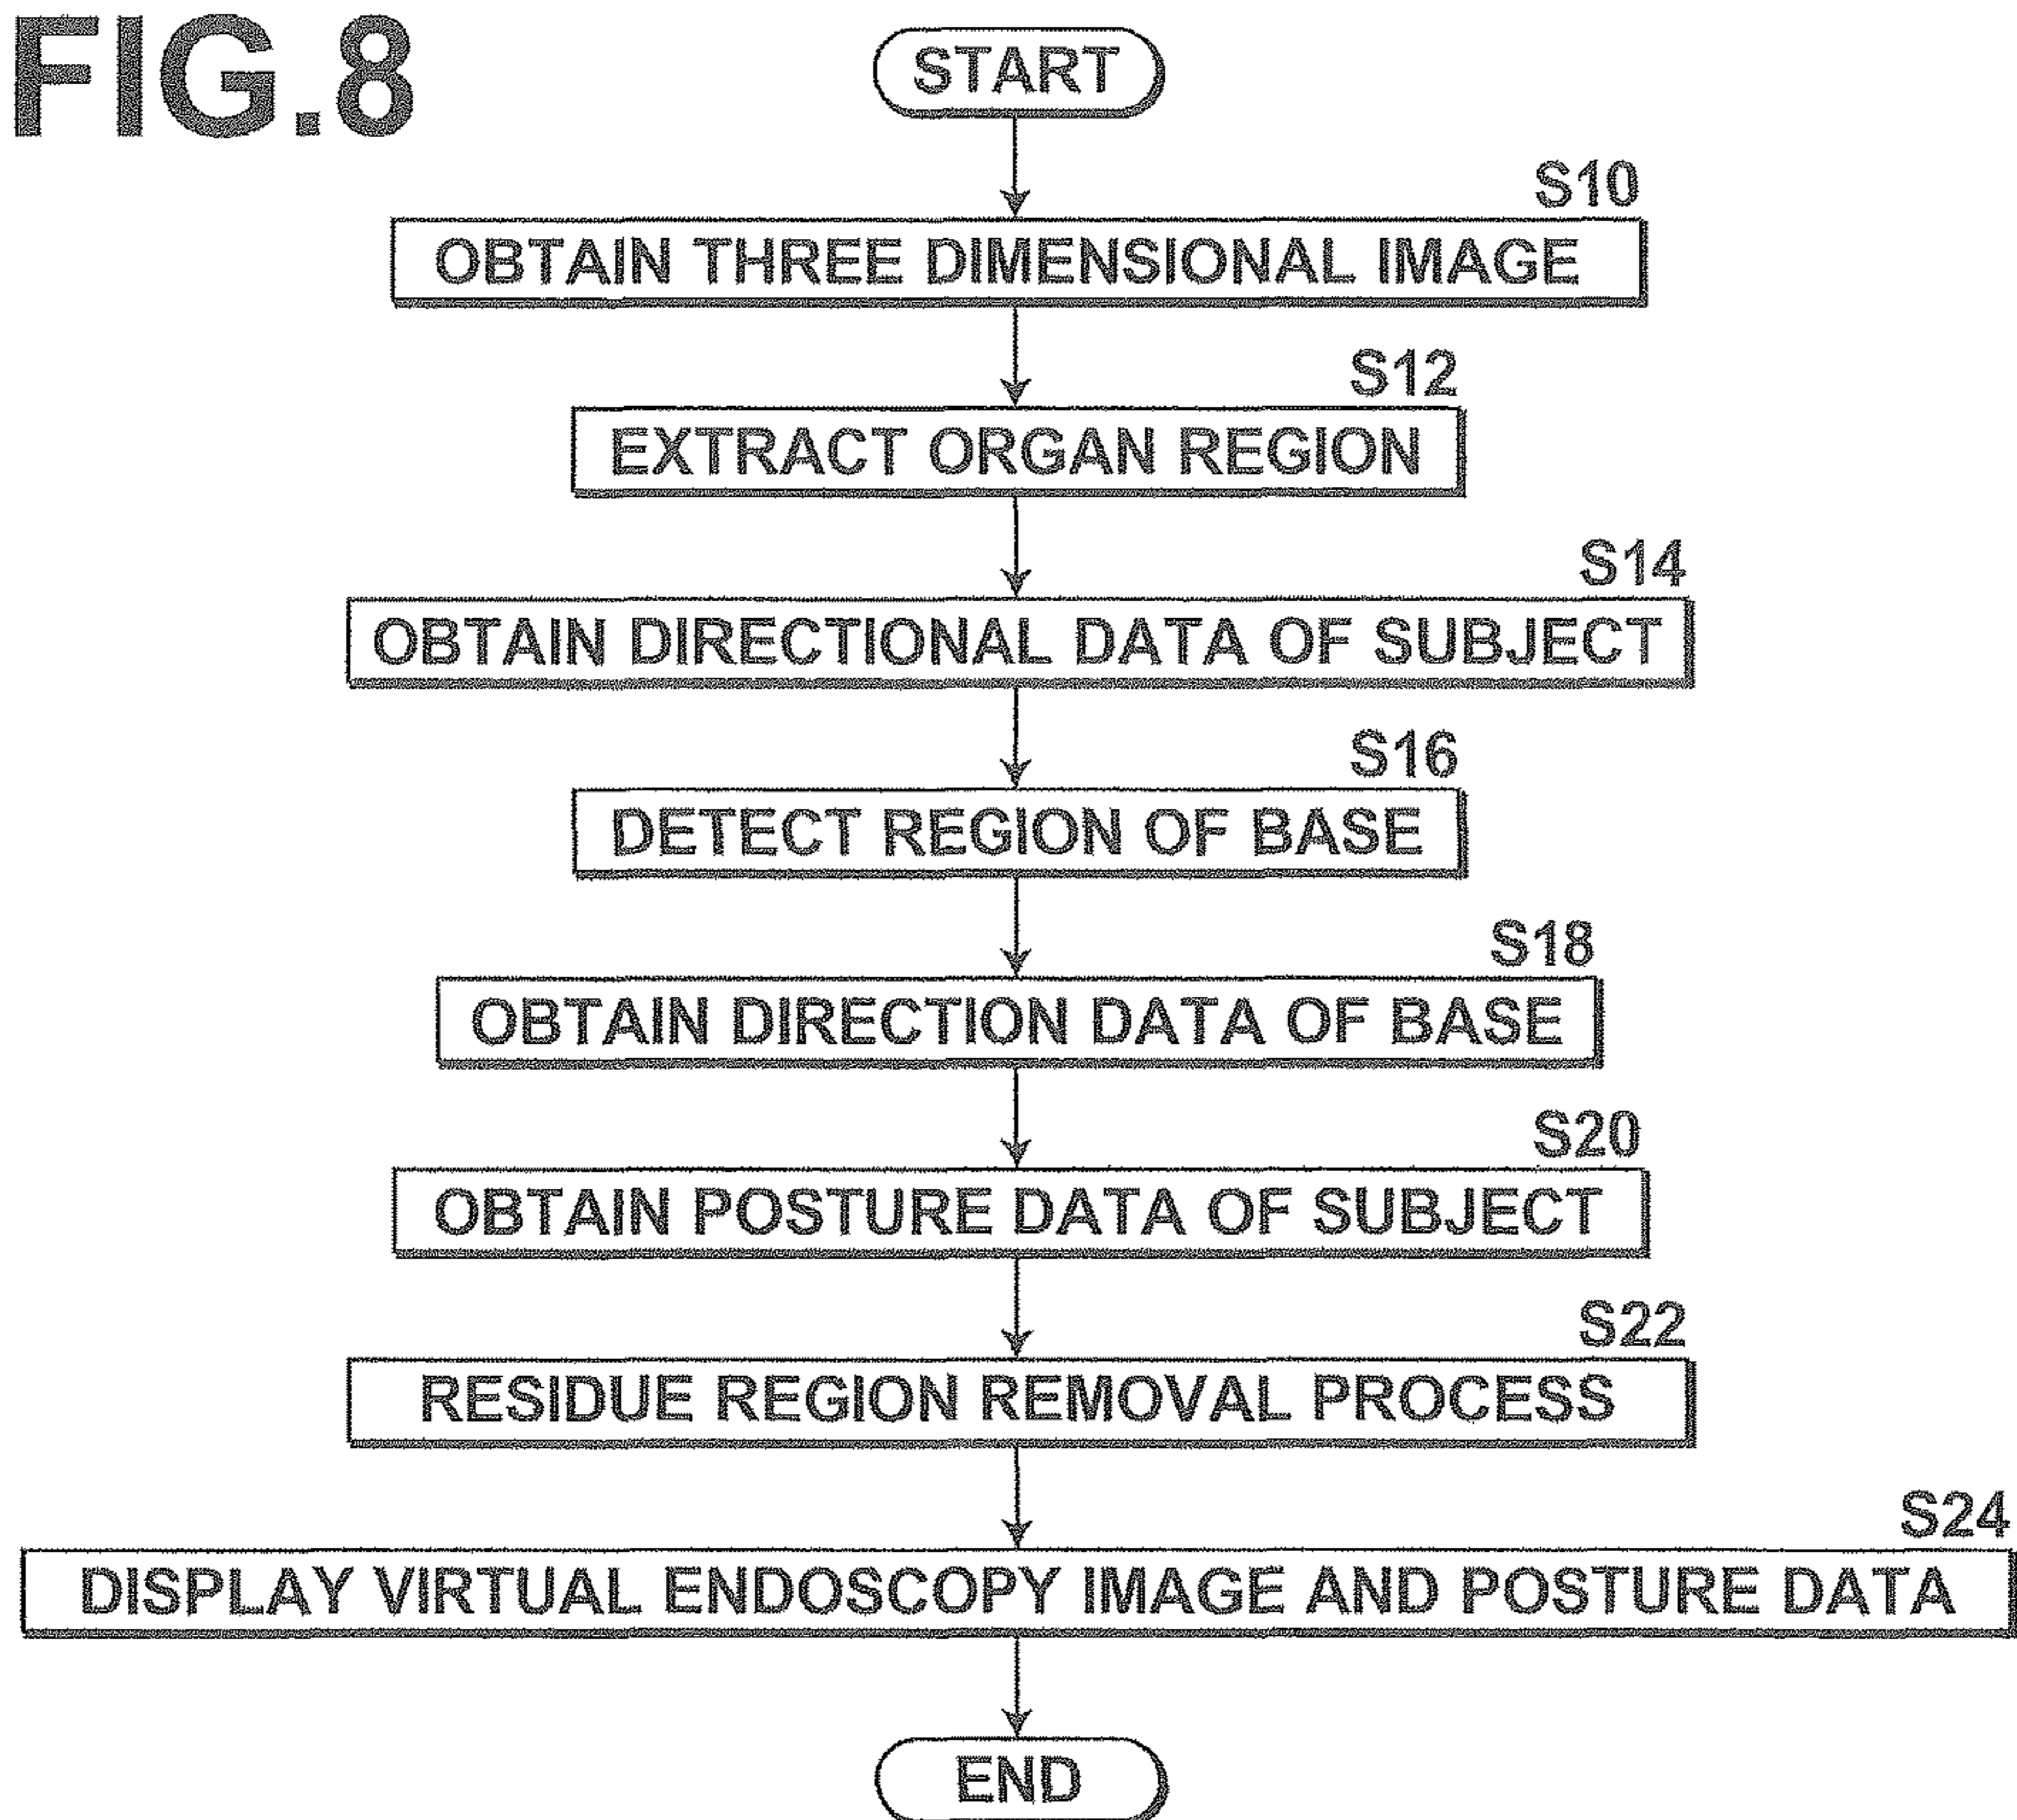 FIG.8
START
S10
OBTAIN THREE DIMENSIONAL IMAGE
S12
EXTRACT ORGAN REGION
S14
OBTAIN DIRECTIONAL DATA OF SUBJECT
S16
DETECT REGION OF BASE
S18
OBTAIN DIRECTION DATA OF BASE
S20
OBTAIN POSTURE DATA OF SUBJECT
S22
RESIDUE REGION REMOVAL PROCESS
S24
DISPLAY VIRTUAL ENDOSCOPY IMAGE AND POSTURE DATA
END